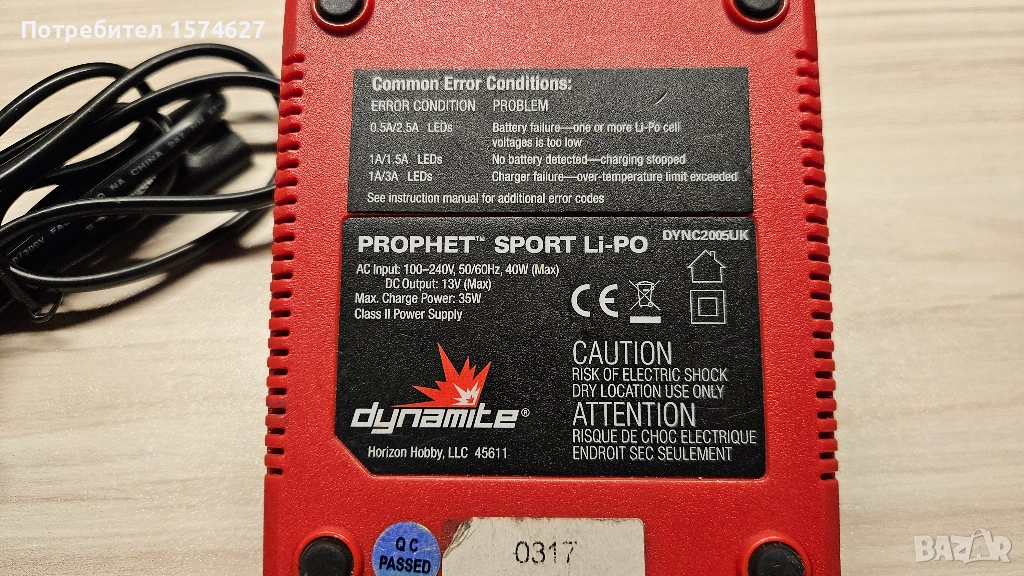 Потребител 1574627
Common Error Conditions:
ERROR CONDITION PROBLEM
0.5A/2.5A LEDs Battery failure—one or more Li-Po cell
voltages is too low
1A/1.5A LEDs No battery detected—charging stopped
1A/3A LEDs Charger failure—over-temperature limit exceeded
See instruction manual for additional error codes
PROPHET™ SPORT Li-PO DYNC2005UK
AC Input: 100–240V, 50/60Hz, 40W (Max)
DC Output: 13V (Max)
Max. Charge Power: 35W
Class II Power Supply
CE
CAUTION
RISK OF ELECTRIC SHOCK
DRY LOCATION USE ONLY
ATTENTION
RISQUE DE CHOC ELECTRIQUE
ENDROIT SEC SEULEMENT
dynamite®
Horizon Hobby, LLC 45611
QC
PASSED
0317
BAZAR